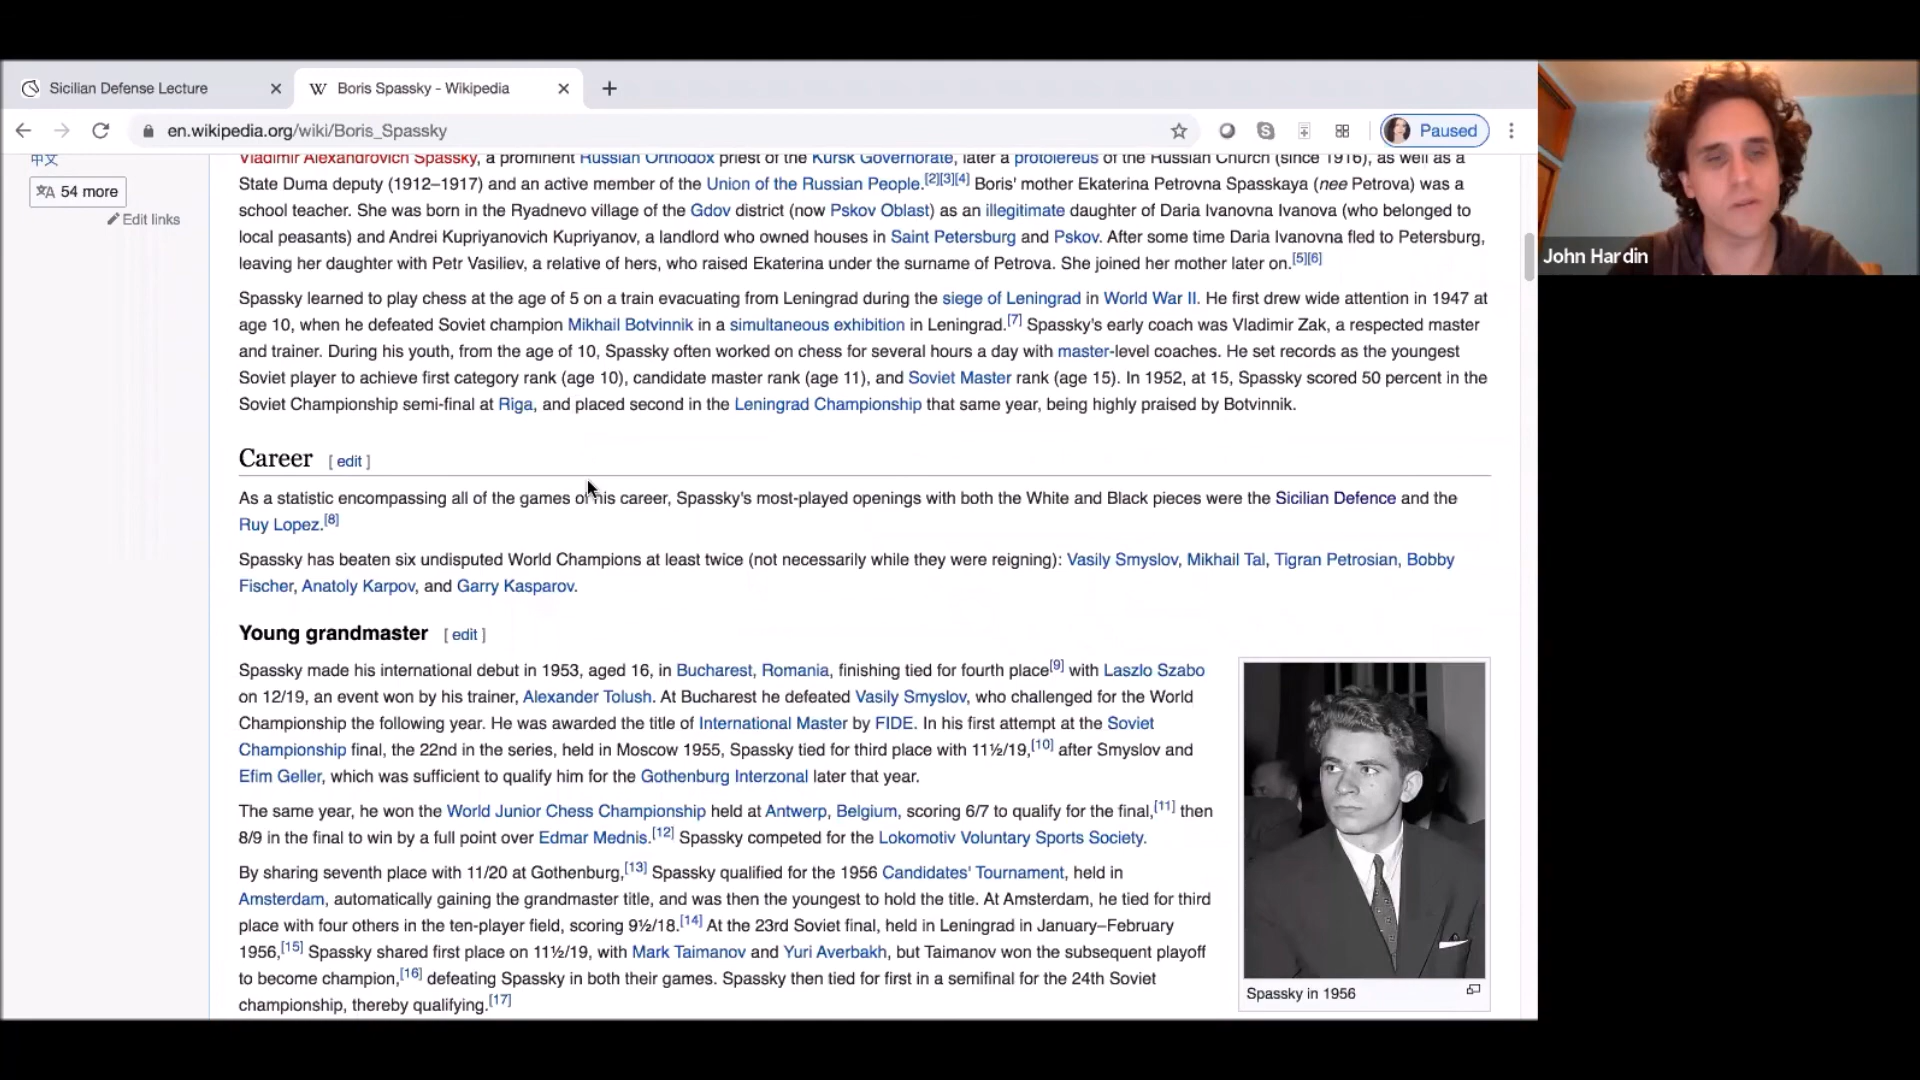 Sicilian Defense Lecture
Boris Spassky - Wikipedia
en.wikipedia.org/wiki/Boris_Spassky
Paused
John Hardin
中文
54 more
Edit links
Vladimir Alexandrovich Spassky, a prominent Russian Orthodox priest of the Kursk Governorate, later a protoiereus of the Russian Church (since 1916), as well as a
State Duma deputy (1912–1917) and an active member of the Union of the Russian People.[2][3][4] Boris' mother Ekaterina Petrovna Spasskaya (nee Petrova) was a
school teacher. She was born in the Ryadnevo village of the Gdov district (now Pskov Oblast) as an illegitimate daughter of Daria Ivanovna Ivanova (who belonged to
local peasants) and Andrei Kupriyanovich Kupriyanov, a landlord who owned houses in Saint Petersburg and Pskov. After some time Daria Ivanovna fled to Petersburg,
leaving her daughter with Petr Vasiliev, a relative of hers, who raised Ekaterina under the surname of Petrova. She joined her mother later on.[5][6]
Spassky learned to play chess at the age of 5 on a train evacuating from Leningrad during the siege of Leningrad in World War II. He first drew wide attention in 1947 at
age 10, when he defeated Soviet champion Mikhail Botvinnik in a simultaneous exhibition in Leningrad.[7] Spassky's early coach was Vladimir Zak, a respected master
and trainer. During his youth, from the age of 10, Spassky often worked on chess for several hours a day with master-level coaches. He set records as the youngest
Soviet player to achieve first category rank (age 10), candidate master rank (age 11), and Soviet Master rank (age 15). In 1952, at 15, Spassky scored 50 percent in the
Soviet Championship semi-final at Riga, and placed second in the Leningrad Championship that same year, being highly praised by Botvinnik.
Career [ edit ]
As a statistic encompassing all of the games of his career, Spassky's most-played openings with both the White and Black pieces were the Sicilian Defence and the
Ruy Lopez.[8]
Spassky has beaten six undisputed World Champions at least twice (not necessarily while they were reigning): Vasily Smyslov, Mikhail Tal, Tigran Petrosian, Bobby
Fischer, Anatoly Karpov, and Garry Kasparov.
Young grandmaster [ edit ]
Spassky made his international debut in 1953, aged 16, in Bucharest, Romania, finishing tied for fourth place[9] with Laszlo Szabo
on 12/19, an event won by his trainer, Alexander Tolush. At Bucharest he defeated Vasily Smyslov, who challenged for the World
Championship the following year. He was awarded the title of International Master by FIDE. In his first attempt at the Soviet
Championship final, the 22nd in the series, held in Moscow 1955, Spassky tied for third place with 11½/19,[10] after Smyslov and
Efim Geller, which was sufficient to qualify him for the Gothenburg Interzonal later that year.
The same year, he won the World Junior Chess Championship held at Antwerp, Belgium, scoring 6/7 to qualify for the final,[11] then
8/9 in the final to win by a full point over Edmar Mednis.[12] Spassky competed for the Lokomotiv Voluntary Sports Society.
By sharing seventh place with 11/20 at Gothenburg,[13] Spassky qualified for the 1956 Candidates' Tournament, held in
Amsterdam, automatically gaining the grandmaster title, and was then the youngest to hold the title. At Amsterdam, he tied for third
place with four others in the ten-player field, scoring 9½/18.[14] At the 23rd Soviet final, held in Leningrad in January–February
1956,[15] Spassky shared first place on 11½/19, with Mark Taimanov and Yuri Averbakh, but Taimanov won the subsequent playoff
to become champion,[16] defeating Spassky in both their games. Spassky then tied for first in a semifinal for the 24th Soviet
championship, thereby qualifying.[17]
Spassky in 1956